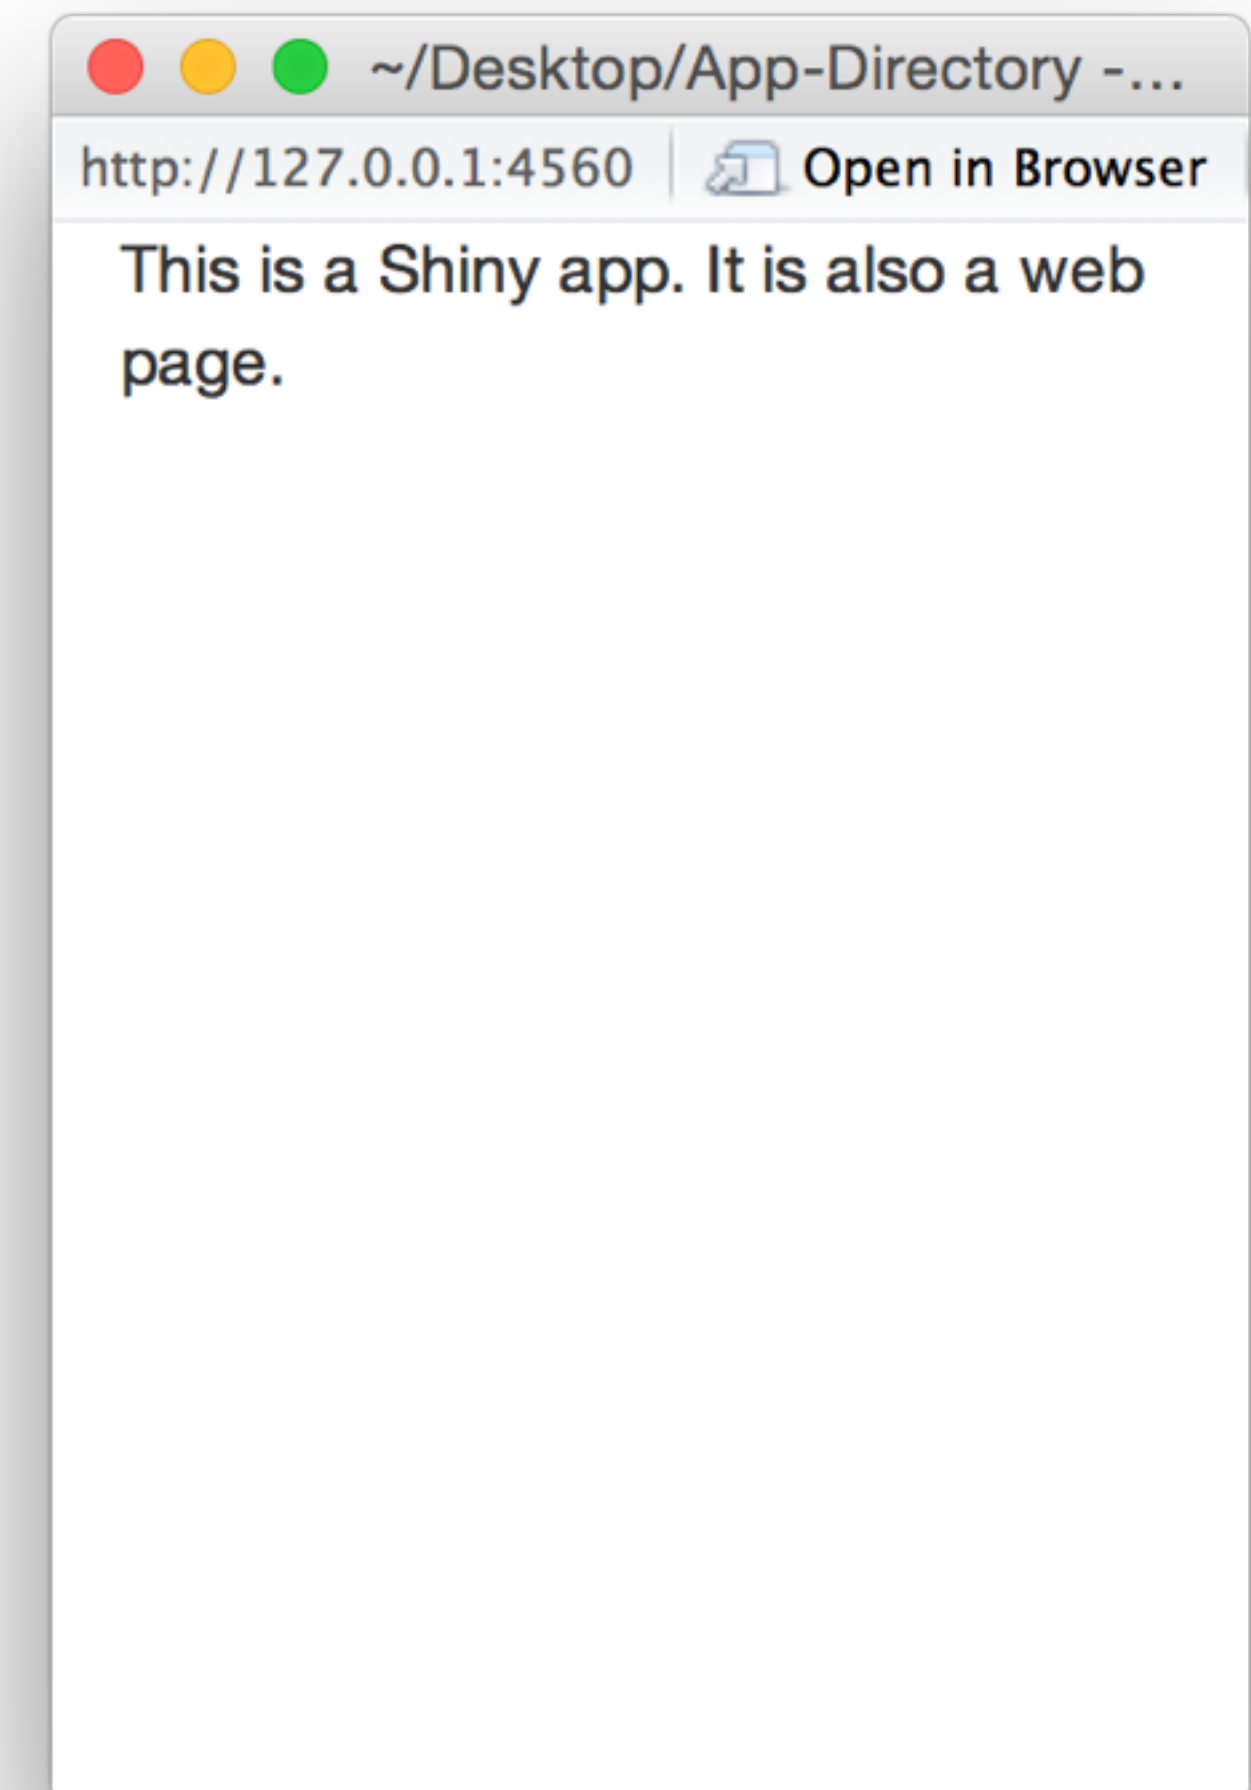 ~/Desktop/App-Directory -...
http://127.0.0.1:4560 Open in Browser
This is a Shiny app. It is also a web
page.